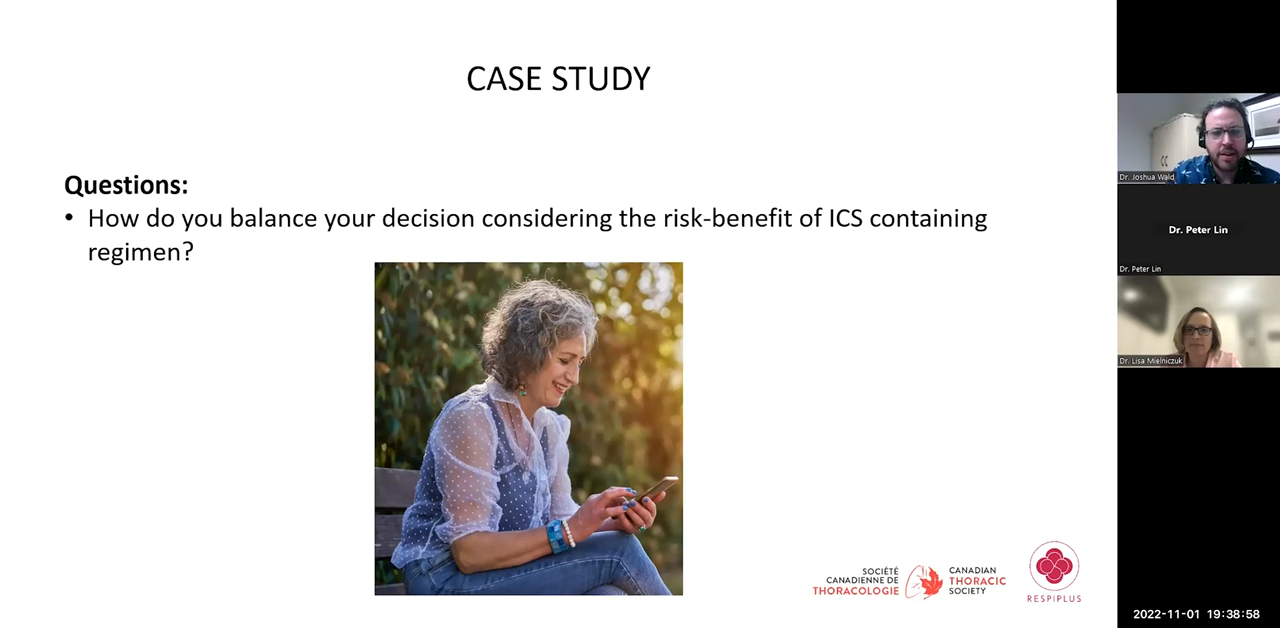 CASE STUDY
Questions:
• How do you balance your decision considering the risk-benefit of ICS containing
regimen?
SOCIÉTÉ
CANADIENNE DE
THORACOLOGIE
CANADIAN
THORACIC
SOCIETY
RESPIPLUS
Dr. Joshua Wald
Dr. Peter Lin
Dr. Peter Lin
Dr. Lisa Mielniczuk
2022-11-01 19:38:58